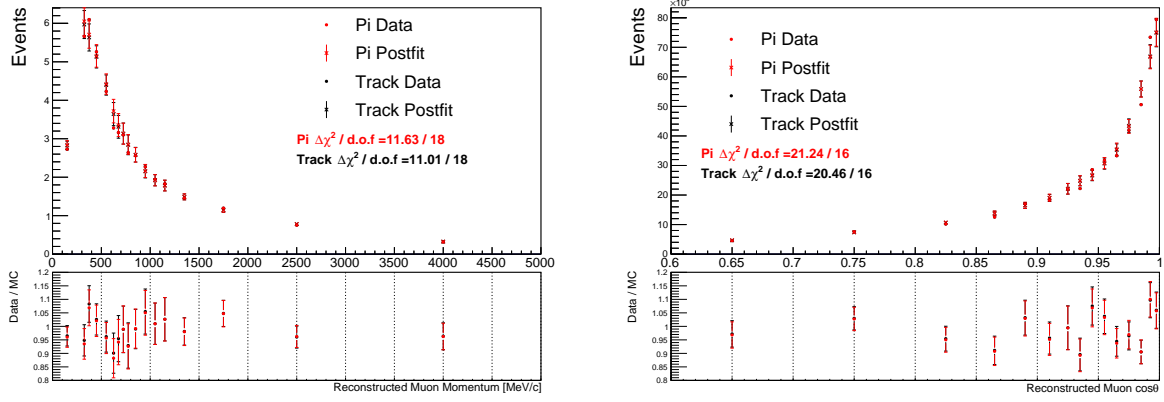 Events
6
5
4
3
2
1
0
Pi Data
Pi Postfit
Track Data
Track Postfit
Pi Δχ² / d.o.f =11.63 / 18
Track Δχ² / d.o.f =11.01 / 18
0 500 1000 1500 2000 2500 3000 3500 4000 4500 5000
Data / MC
1.2
1.15
1.1
1.05
1
0.95
0.9
0.85
0.8
Reconstructed Muon Momentum [MeV/c]
Events
80
70
60
50
40
30
20
10
0
Pi Data
Pi Postfit
Track Data
Track Postfit
Pi Δχ² / d.o.f =21.24 / 16
Track Δχ² / d.o.f =20.46 / 16
0.6 0.65 0.7 0.75 0.8 0.85 0.9 0.95 1
Data / MC
1.2
1.15
1.1
1.05
1
0.95
0.9
0.85
0.8
Reconstructed Muon cosθ